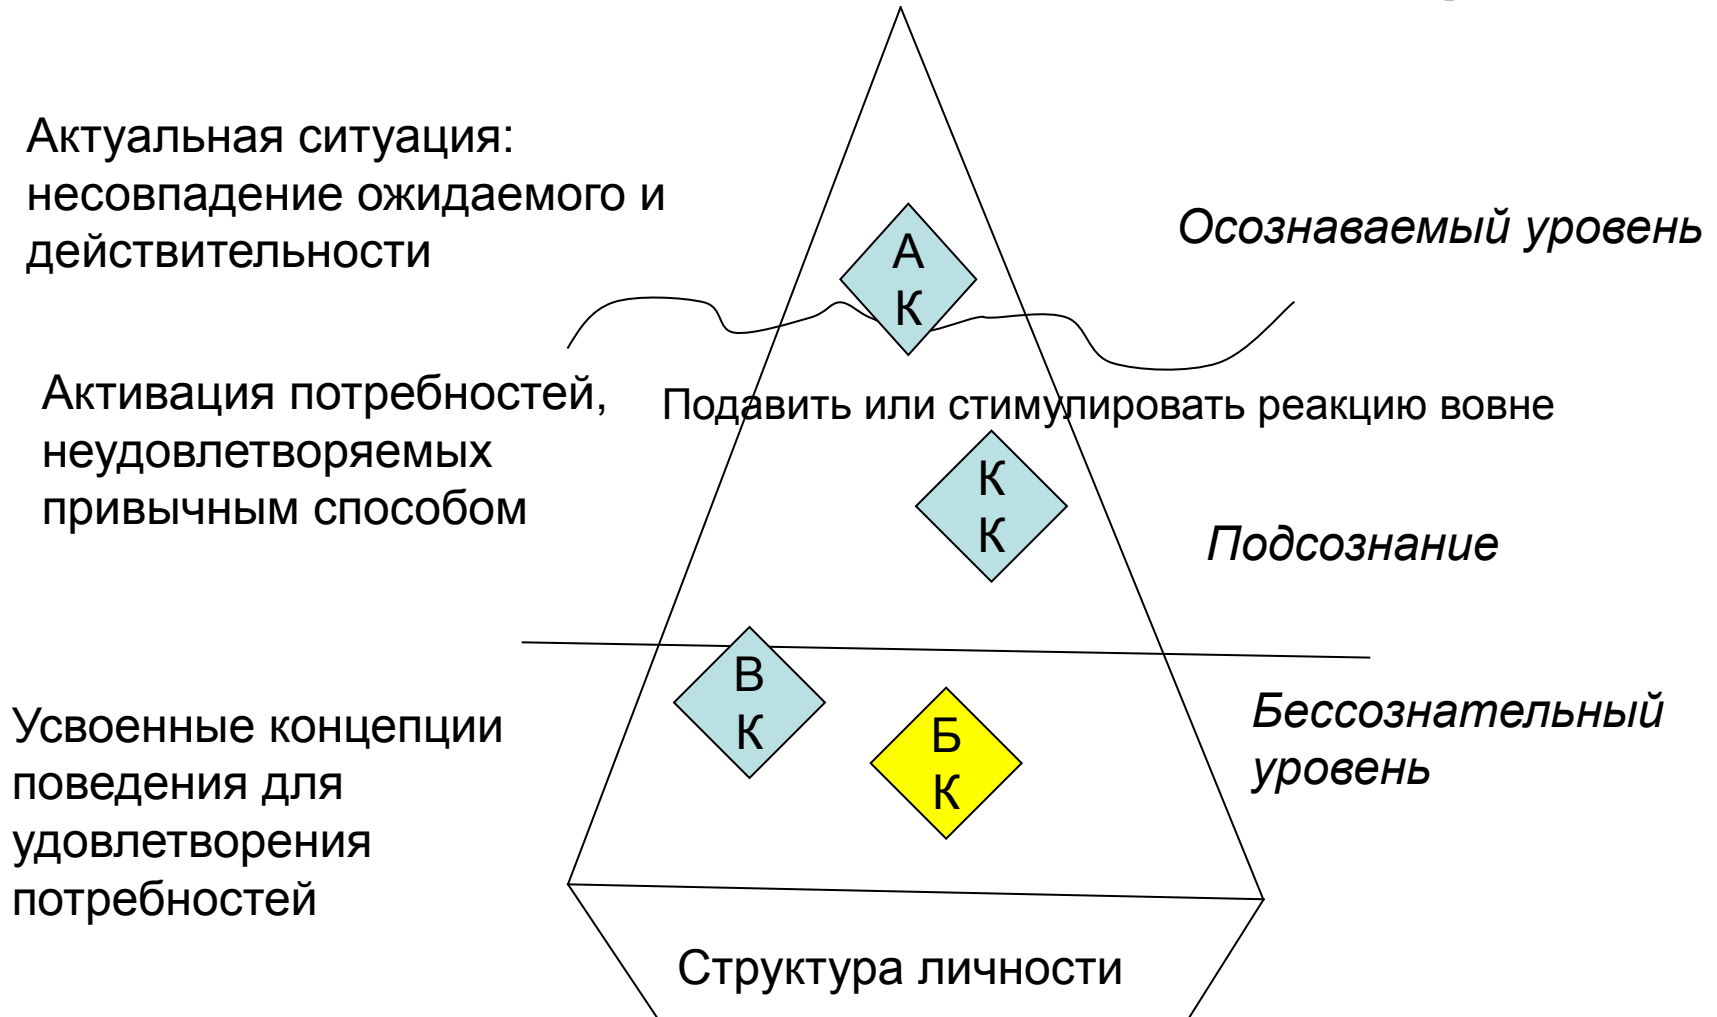 Актуальная ситуация:
несовпадение ожидаемого и
действительности
А
К
Осознаваемый уровень
Активация потребностей,
неудовлетворяемых
привычным способом
Подавить или стимулировать реакцию вовне
К
К
Подсознание
В
К
Б
К
Усвоенные концепции
поведения для
удовлетворения
потребностей
Бессознательный
уровень
Структура личности